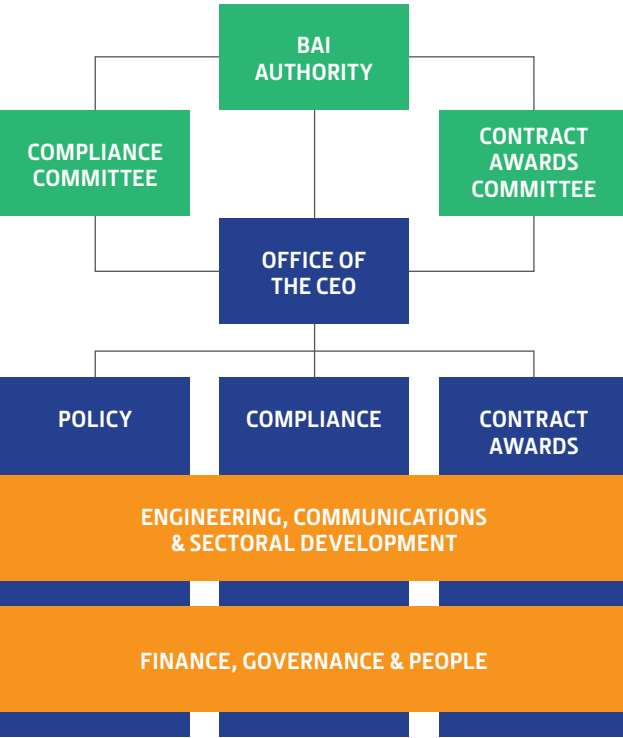 BAI
AUTHORITY
COMPLIANCE
COMMITTEE
CONTRACT
AWARDS
COMMITTEE
OFFICE OF
THE CEO
POLICY
COMPLIANCE
CONTRACT
AWARDS
ENGINEERING, COMMUNICATIONS
& SECTORAL DEVELOPMENT
FINANCE, GOVERNANCE & PEOPLE